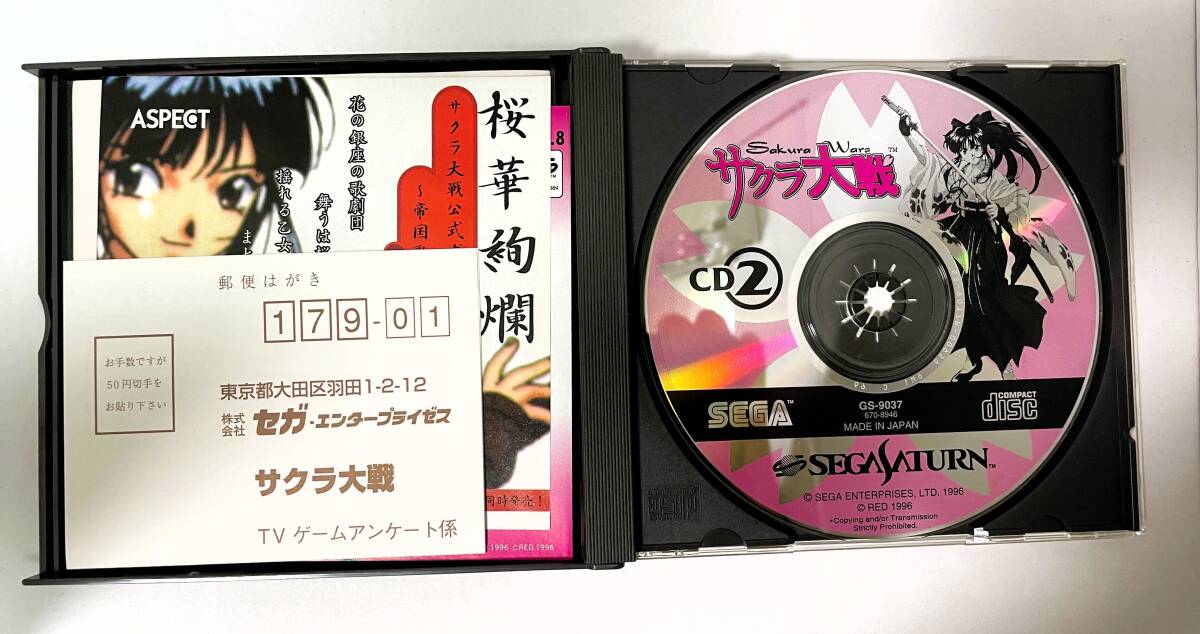 ASPECT
桜華絢爛
サクラ大戦公式
～帝国
花の銀座の歌劇団
舞うは桜
揺れる乙女
.8
同時発売!
1996 ©RED 1996
郵便はがき
179-01
お手数ですが
50円切手を
お貼り下さい
東京都大田区羽田1-2-12
株式会社 セガ・エンタープライゼス
サクラ大戦
TVゲームアンケート係
Sakura Wars
サクラ大戦™
CD2
SEGA™
GS-9037
670-8946
MADE IN JAPAN
COMPACT
disc
SEGA SATURN™
© SEGA ENTERPRISES, LTD. 1996
© RED 1996
•Copying and/or Transmission
Strictly Prohibited.